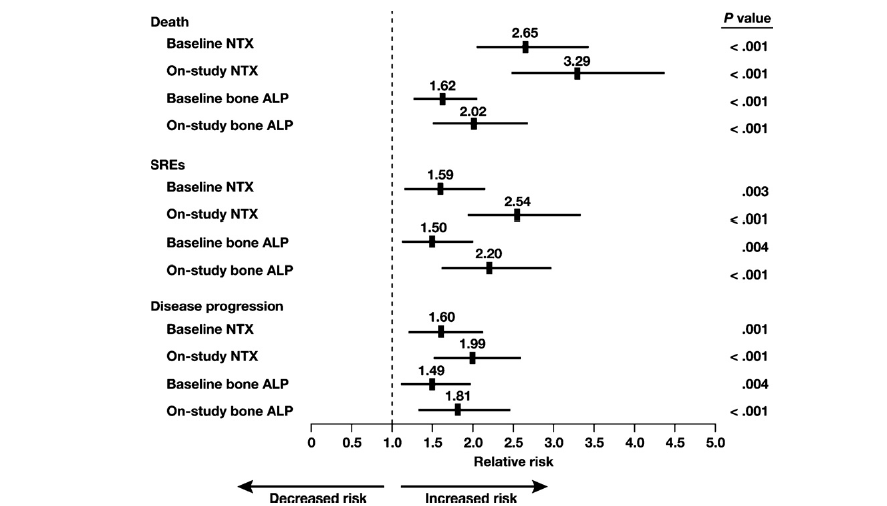 P value
Death
Baseline NTX 2.65 < .001
On-study NTX 3.29 < .001
Baseline bone ALP 1.62 < .001
On-study bone ALP 2.02 < .001
SREs
Baseline NTX 1.59 .003
On-study NTX 2.54 < .001
Baseline bone ALP 1.50 .004
On-study bone ALP 2.20 < .001
Disease progression
Baseline NTX 1.60 .001
On-study NTX 1.99 < .001
Baseline bone ALP 1.49 .004
On-study bone ALP 1.81 < .001
0 0.5 1.0 1.5 2.0 2.5 3.0 3.5 4.0 4.5 5.0
Relative risk
Decreased risk Increased risk